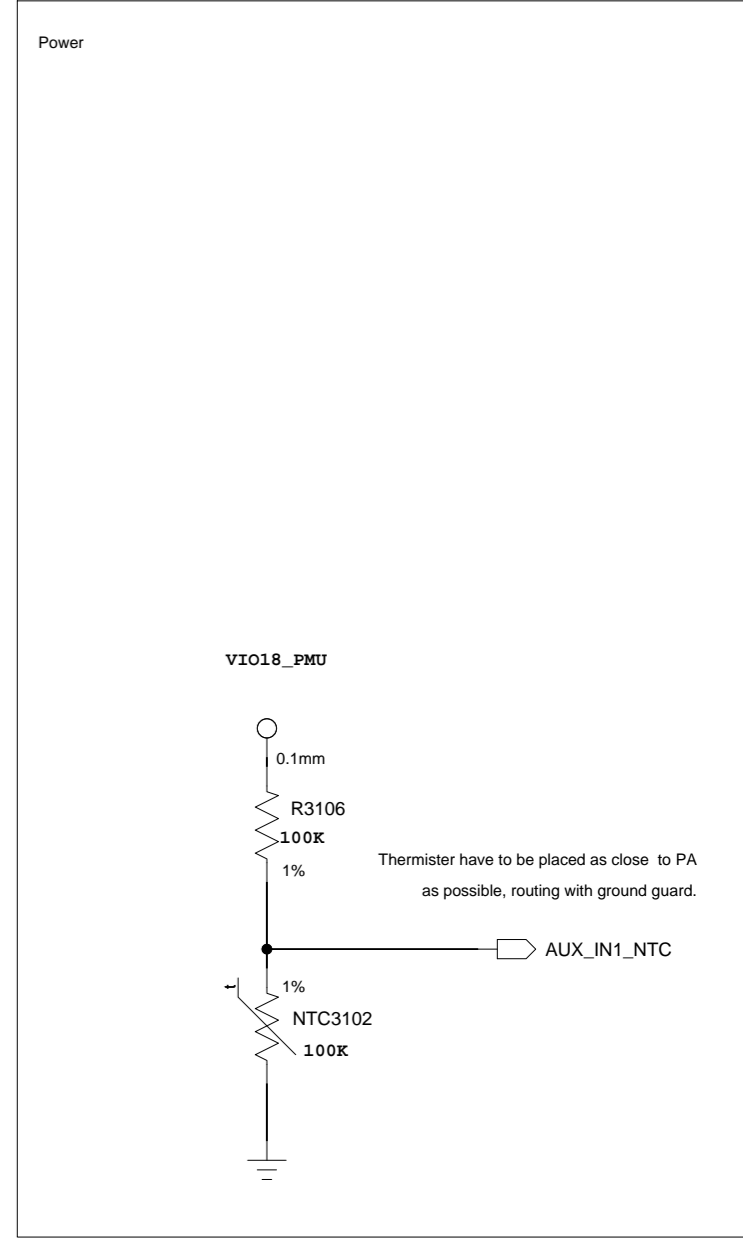 Power
VIO18_PMU
0.1mm
R3106
100K
1%
Thermister have to be placed as close to PA
as possible, routing with ground guard.
AUX_IN1_NTC
t
1%
NTC3102
100K